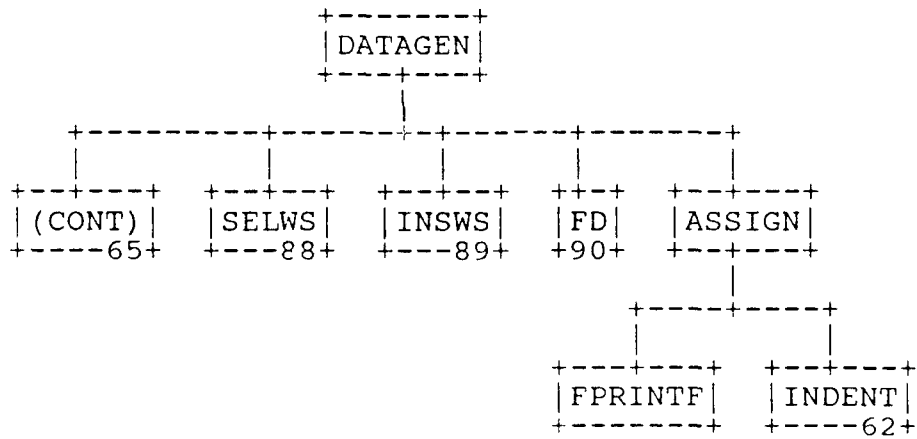 DATAGEN
(CONT) SELWS INSWS FD ASSIGN
65 88 89 90
FPRINTF INDENT
62